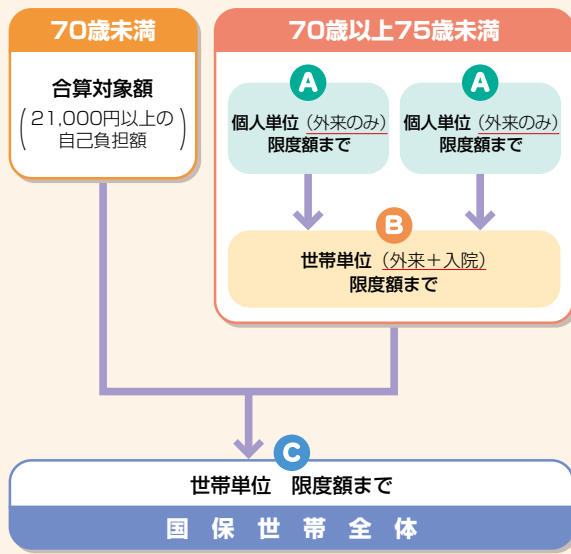 70歳未満
合算対象額
(21,000円以上の
自己負担額)
70歳以上75歳未満
A
個人単位（外来のみ）
限度額まで
A
個人単位（外来のみ）
限度額まで
B
世帯単位（外来＋入院）
限度額まで
C
世帯単位　限度額まで
国保世帯全体